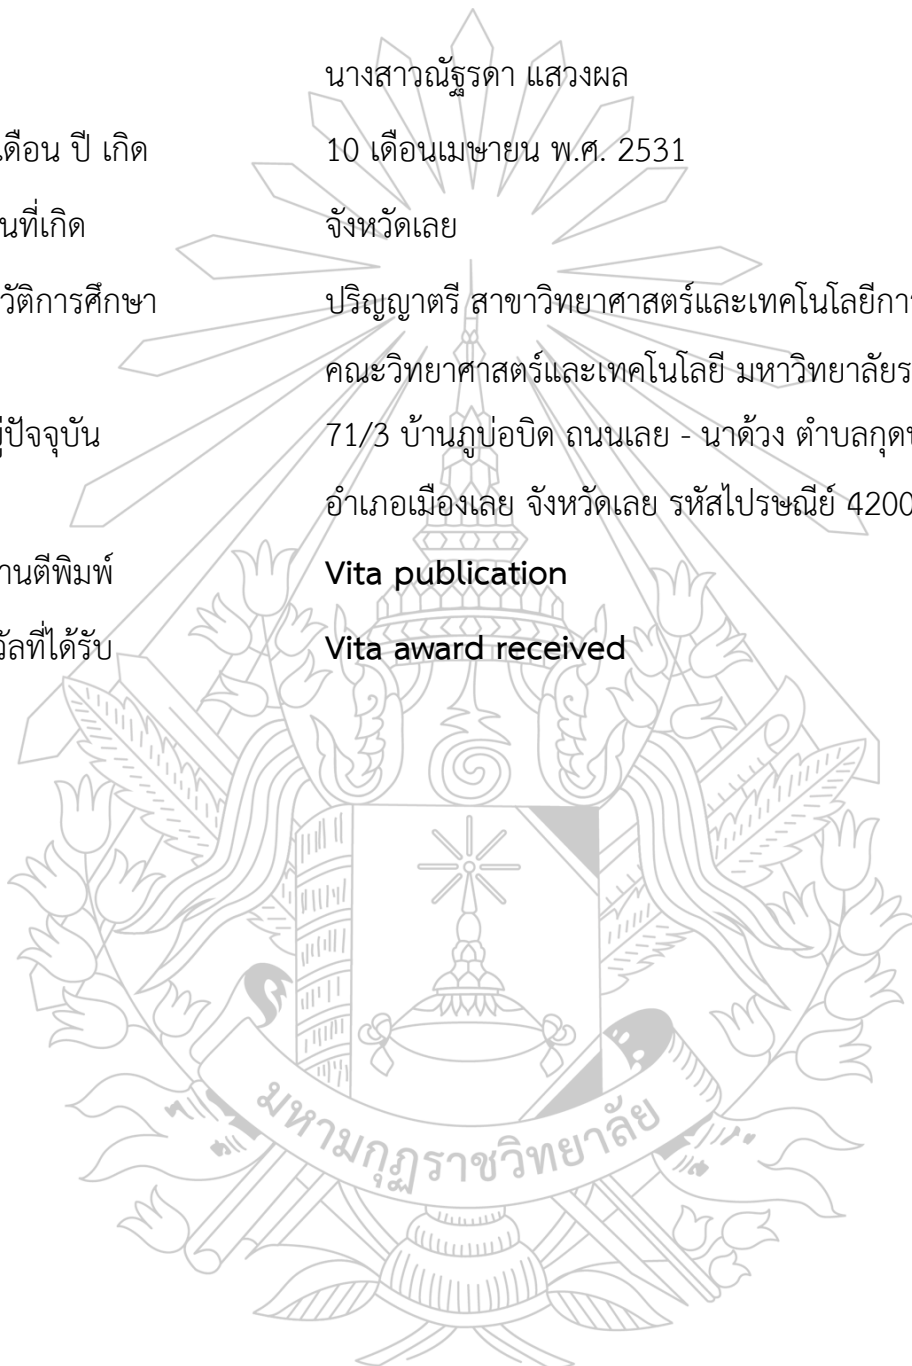 นางสาวณัฐรดา แสวงผล
เดือน ปี เกิด 10 เดือนเมษายน พ.ศ. 2531
นที่เกิด จังหวัดเลย
วัติการศึกษา ปริญญาตรี สาขาวิทยาศาสตร์และเทคโนโลยีกา
คณะวิทยาศาสตร์และเทคโนโลยี มหาวิทยาลัยร
ู่ปัจจุบัน 71/3 บ้านภูบ่อบิด ถนนเลย - นาด้วง ตำบลกุด
อำเภอเมืองเลย จังหวัดเลย รหัสไปรษณีย์ 4200
านตีพิมพ์ Vita publication
วัลที่ได้รับ Vita award received
มหามกุฏราชวิทยาลัย